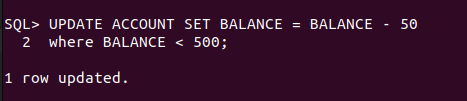 SQL> UPDATE ACCOUNT SET BALANCE = BALANCE - 50
2 where BALANCE < 500;
1 row updated.